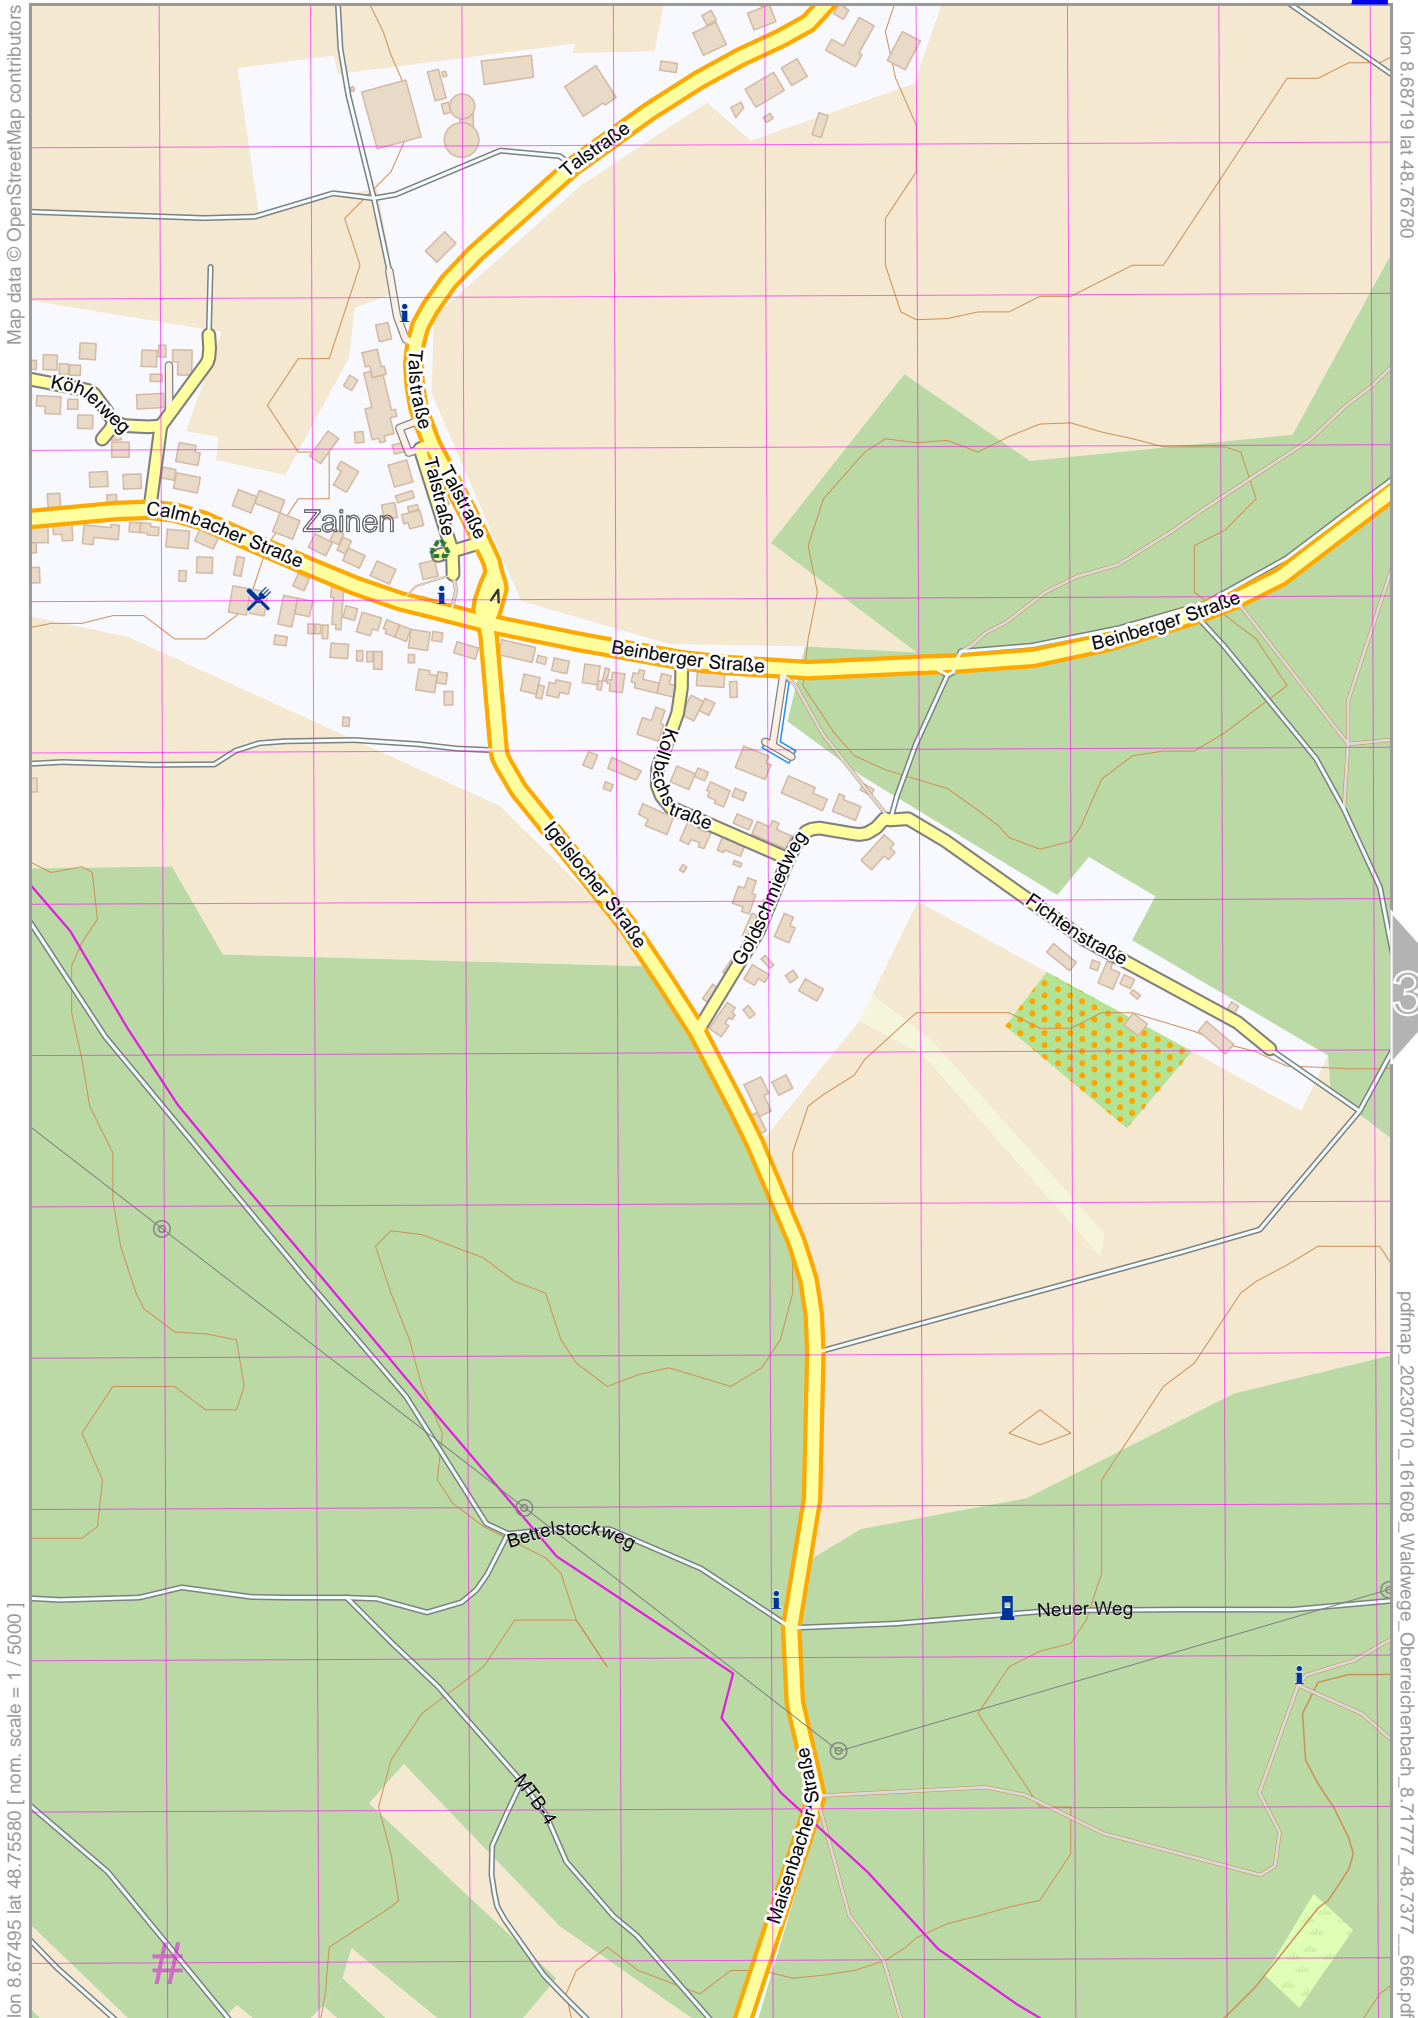 Map data © OpenStreetMap contributors
lon 8.68719 lat 48.76780
Talstraße
Talstraße
Köhlerweg
Talstraße
Talstraße
Calmbacher Straße
Zainen
Beinberger Straße
Beinberger Straße
Kollbachstraße
Igelslocher Straße
Goldschmiedweg
Fichtenstraße
3
Bettelstockweg
Neuer Weg
MTB-4
Maisenbacher Straße
#
lon 8.67495 lat 48.75580 [ nom. scale = 1 / 5000 ]
pdfmap_20230710_161608_Waldwege_Oberreichenbach_8.71777_48.7377__666.pdf